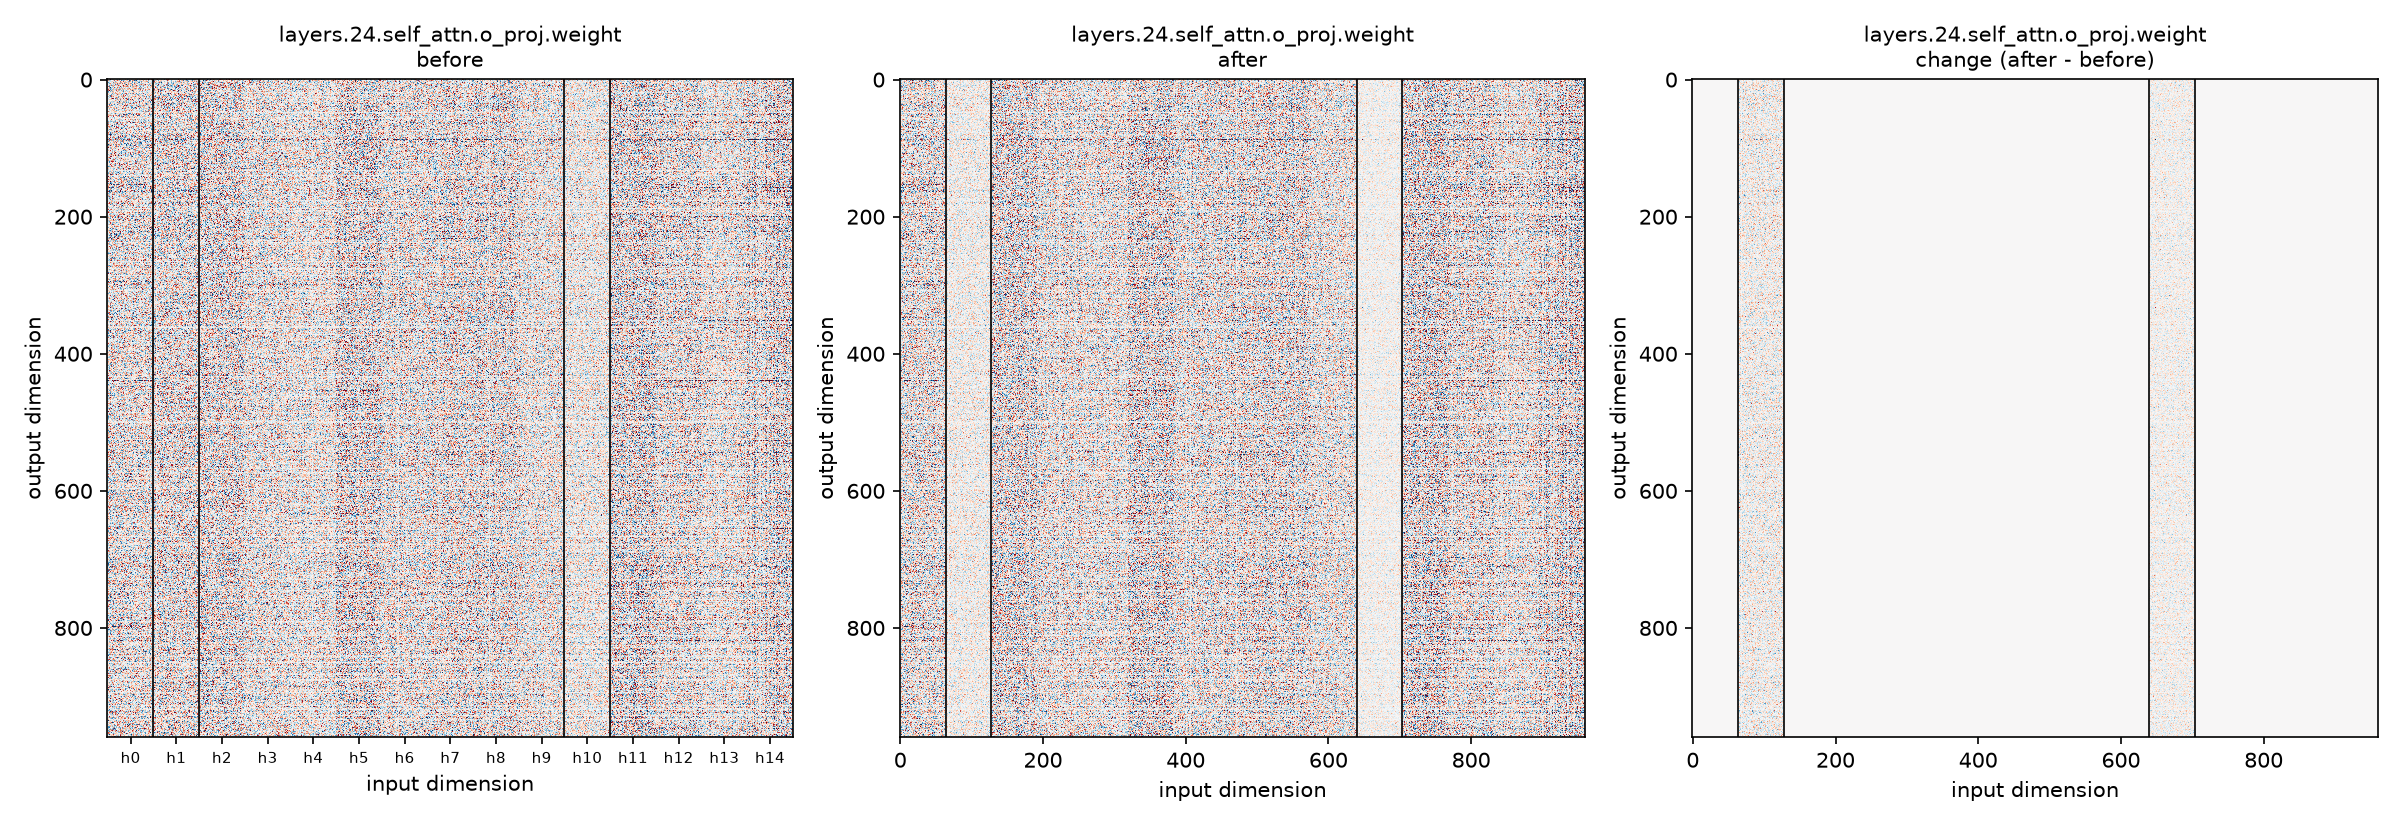 layers.24.self_attn.o_proj.weight
before
0
200
400
600
800
output dimension
h0 h1 h2 h3 h4 h5 h6 h7 h8 h9 h10 h11 h12 h13 h14
input dimension
layers.24.self_attn.o_proj.weight
after
0
200
400
600
800
output dimension
0 200 400 600 800
input dimension
layers.24.self_attn.o_proj.weight
change (after - before)
0
200
400
600
800
output dimension
0 200 400 600 800
input dimension